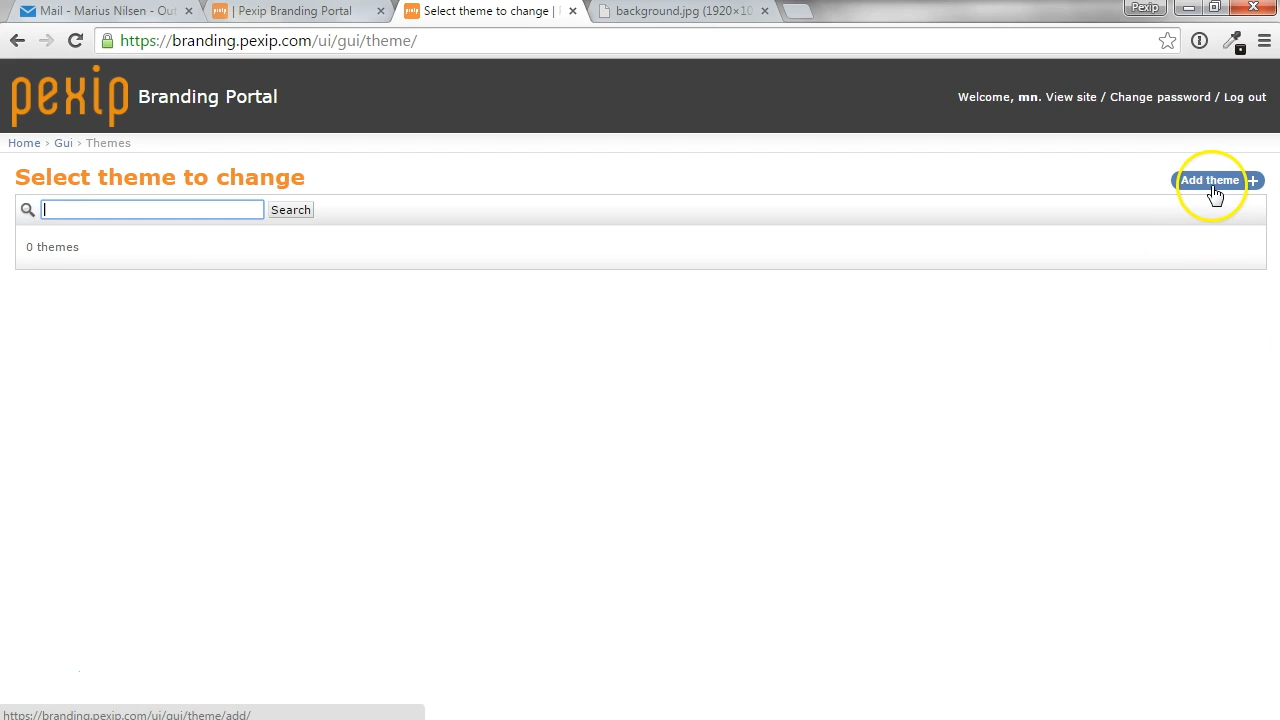 Mail - Marius Nilsen - Out
| Pexip Branding Portal
Select theme to change |
background.jpg (1920×10
Pexip
https://branding.pexip.com/ui/gui/theme/
pexip Branding Portal
Welcome, mn. View site / Change password / Log out
Home › Gui › Themes
Select theme to change
Add theme +
Search
0 themes
https://branding.pexip.com/ui/gui/theme/add/